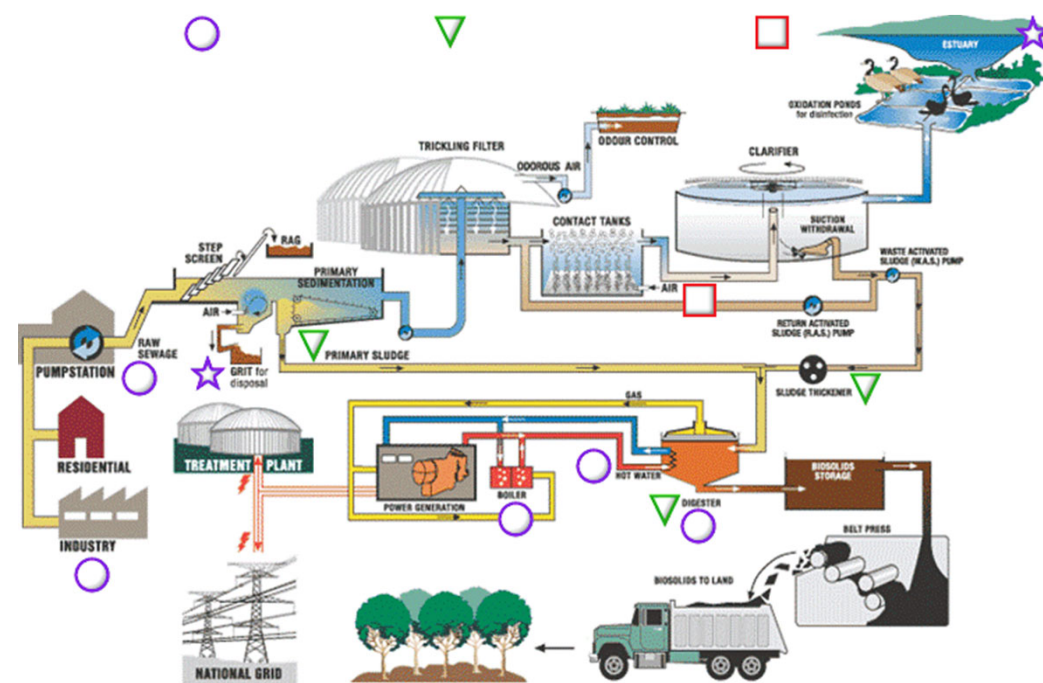 ESTUARY
OXIDATION PONDS
for disinfection
TRICKLING FILTER
ODOUR CONTROL
ODOROUS AIR
CLARIFIER
CONTACT TANKS
SUCTION
WITHDRAWAL
STEP
SCREEN
RAG
WASTE ACTIVATED
SLUDGE (W.A.S.) PUMP
PRIMARY
SEDIMENTATION
AIR
AIR
RETURN ACTIVATED
SLUDGE (R.A.S.) PUMP
RAW
SEWAGE
PUMPSTATION
GRIT for
disposal
PRIMARY SLUDGE
SLUDGE THICKENER
GAS
RESIDENTIAL
TREATMENT PLANT
HOT WATER
BIOSOLIDS
STORAGE
POWER GENERATION
BOILER
DIGESTER
INDUSTRY
BELT PRESS
BIOSOLIDS TO LAND
NATIONAL GRID